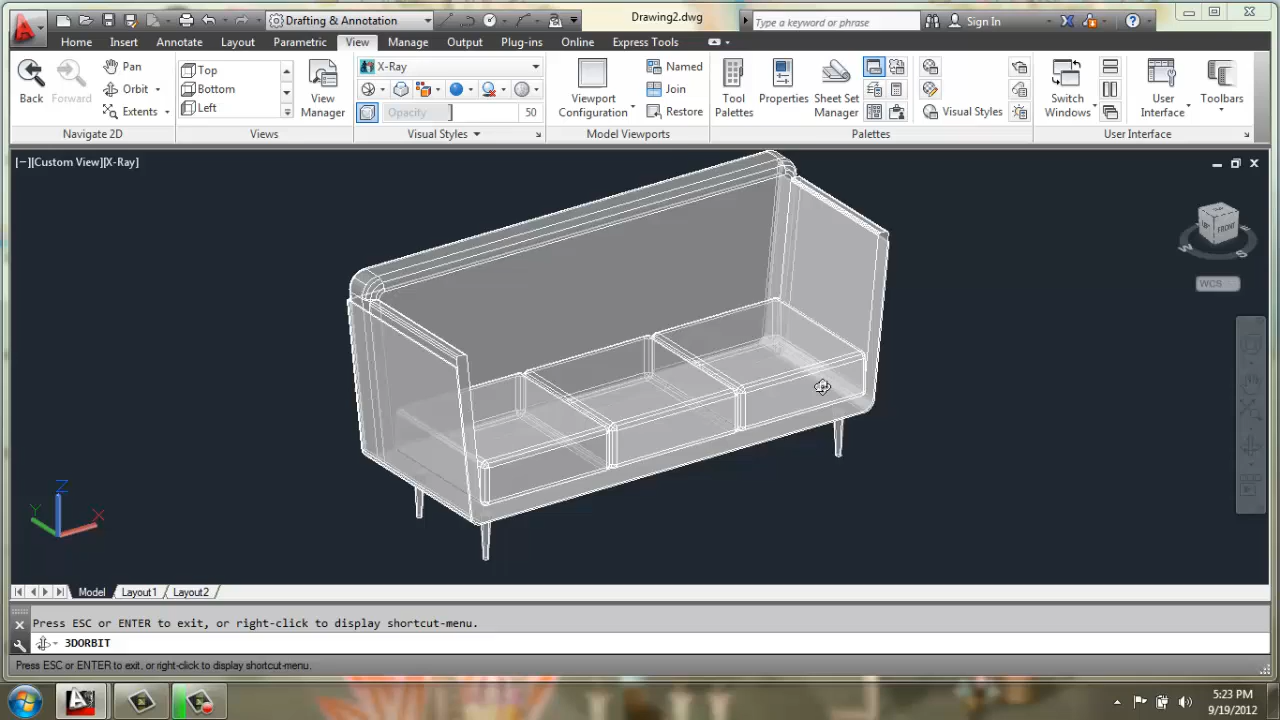 Drafting & Annotation
Drawing2.dwg
Type a keyword or phrase
Sign In
Home Insert Annotate Layout Parametric View Manage Output Plug-ins Online Express Tools
Back
Forward
Pan
Orbit
Extents
Navigate 2D
Top
Bottom
Left
View
Manager
Views
X-Ray
Opacity 50
Visual Styles
Viewport
Configuration
Named
Join
Restore
Model Viewports
Tool
Palettes
Properties
Sheet Set
Manager
Visual Styles
Palettes
Switch
Windows
User
Interface
Toolbars
User Interface
[−][Custom View][X-Ray]
FRONT
W
S
WCS
Z
Y
X
Model Layout1 Layout2
Press ESC or ENTER to exit, or right-click to display shortcut-menu.
3DORBIT
Press ESC or ENTER to exit, or right-click to display shortcut-menu.
5:23 PM
9/19/2012